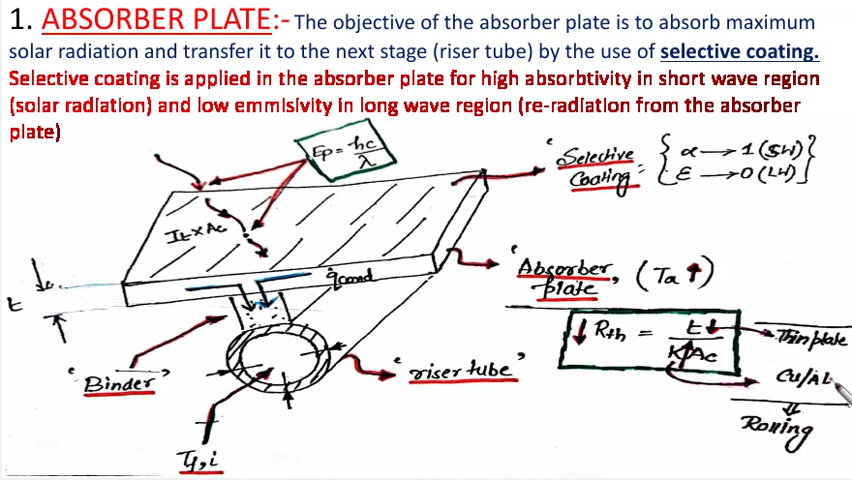 1. ABSORBER PLATE:- The objective of the absorber plate is to absorb maximum
solar radiation and transfer it to the next stage (riser tube) by the use of selective coating.
Selective coating is applied in the absorber plate for high absorbtivity in short wave region
(solar radiation) and low emmisivity in long wave region (re-radiation from the absorber
plate)
Ep = hc/λ
"Selective
Coating =
α → 1 (SW)
ε → 0 (LW)
It × Ac
q̇cond
"Absorber
plate" (Ta ↑)
t
↓ Rth = t↓ / K↑Ac
Thin plate
Cu/AL
Rolling
"Binder"
"riser tube"
Tf,i